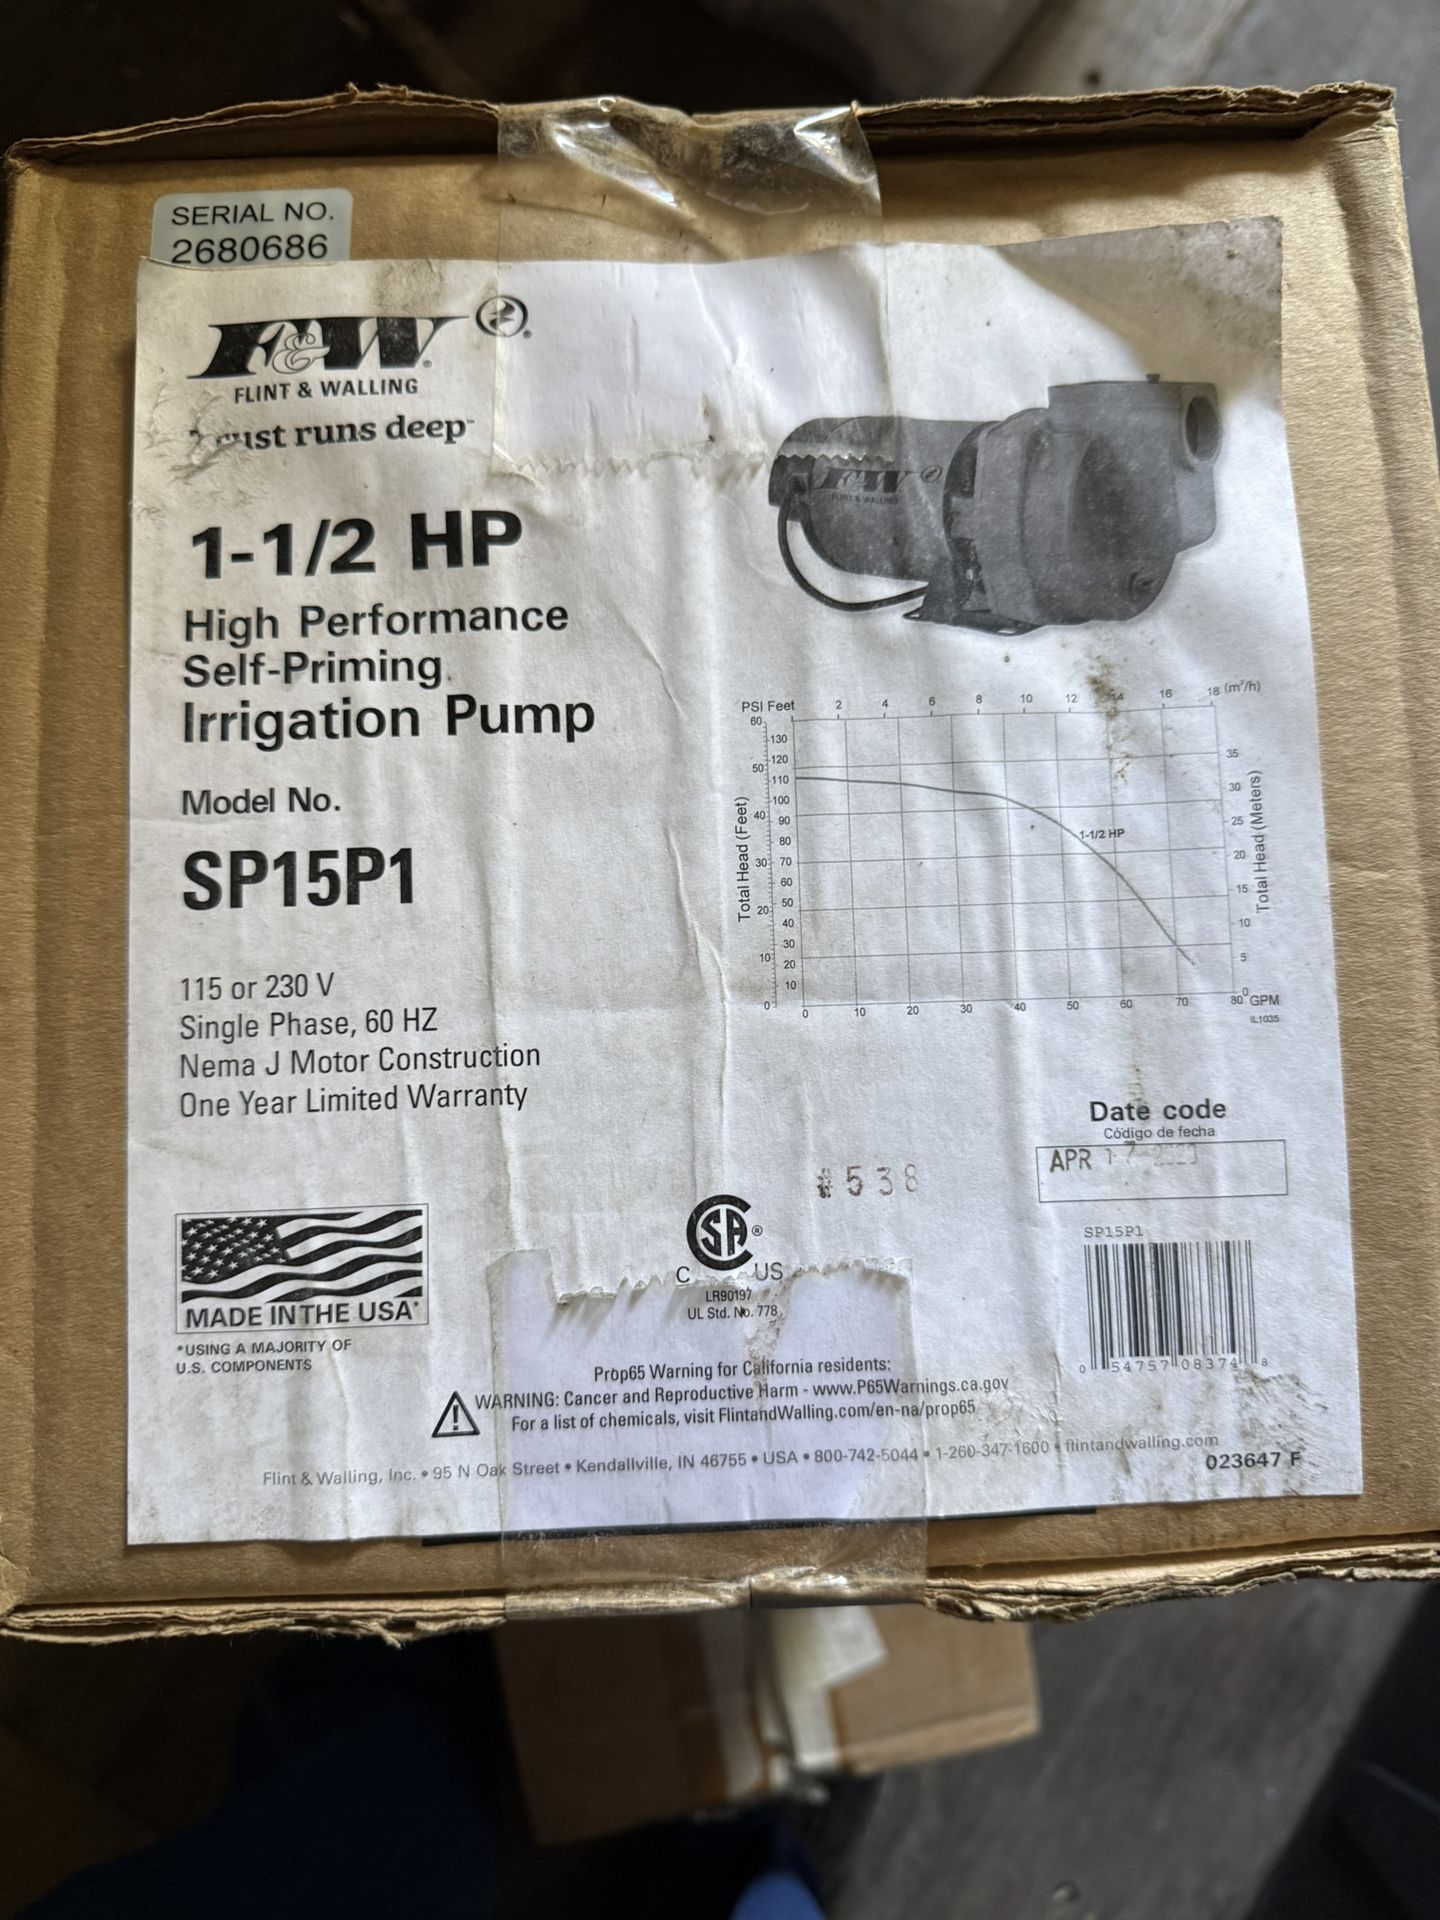 SERIAL NO.
2680686
F&W®
FLINT & WALLING
runs deep™
1-1/2 HP
High Performance
Self-Priming
Irrigation Pump
Model No.
SP15P1
115 or 230 V
Single Phase, 60 HZ
Nema J Motor Construction
One Year Limited Warranty
F&W
FLINT & WALLING
PSI Feet 2 4 6 8 10 12 14 16 18 (m³/h)
60
50
40
30
20
10
0
130
120
110
100
90
80
70
60
50
40
30
20
10
Total Head (Feet)
1-1/2 HP
35
30
25
20
15
10
5
0
Total Head (Meters)
0 10 20 30 40 50 60 70 80 GPM
IL1035
Date code
Código de fecha
APR 17
#538
MADE IN THE USA*
*USING A MAJORITY OF
U.S. COMPONENTS
CSA®
C US
LR90197
UL Std. No. 778
SP15P1
0 54757 08374 8
Prop65 Warning for California residents:
WARNING: Cancer and Reproductive Harm - www.P65Warnings.ca.gov
For a list of chemicals, visit FlintandWalling.com/en-na/prop65
Flint & Walling, Inc. • 95 N Oak Street • Kendallville, IN 46755 • USA • 800-742-5044 • 1-260-347-1600 • flintandwalling.com
023647 F